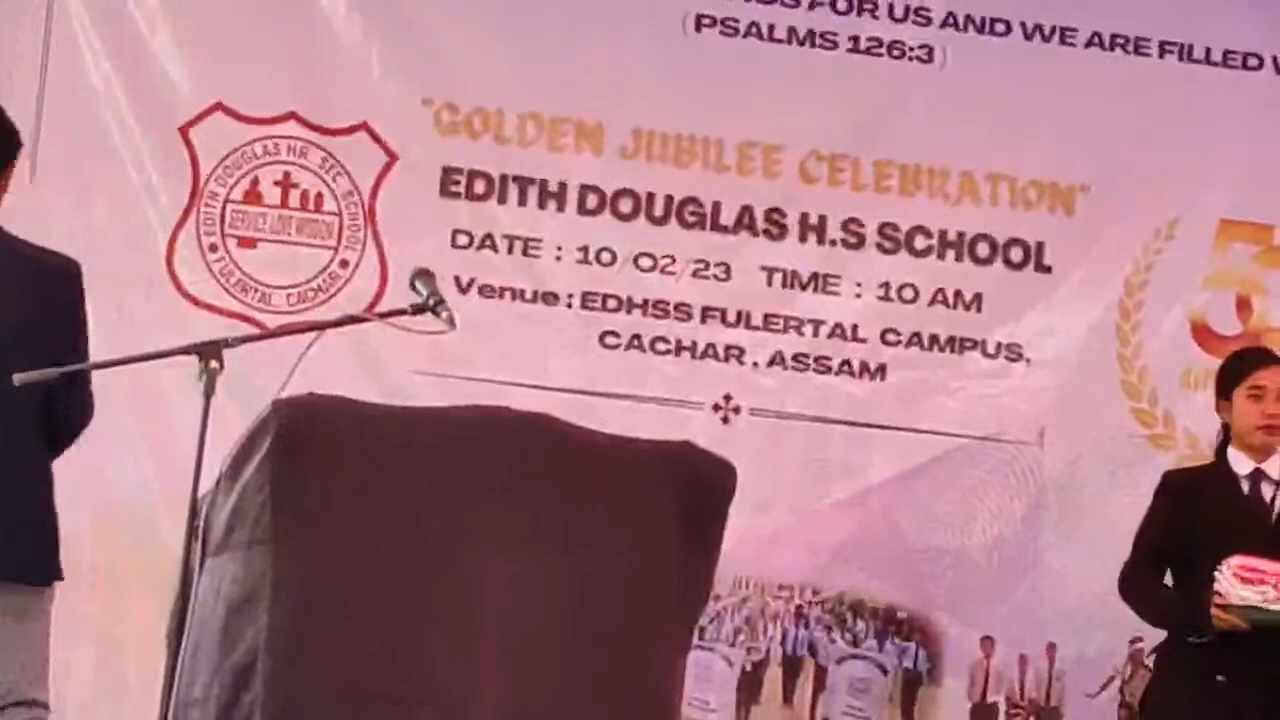 FOR US AND WE ARE FILLED
(PSALMS 126:3)
"GOLDEN JUBILEE CELEBRATION"
EDITH DOUGLAS H.S SCHOOL
DATE : 10/02/23 TIME : 10 AM
Venue : EDHSS FULERTAL CAMPUS,
CACHAR, ASSAM
EDITH DOUGLAS HR. SEC. SCHOOL
SERVICE LOVE WISDOM
FULERTAL CACHAR